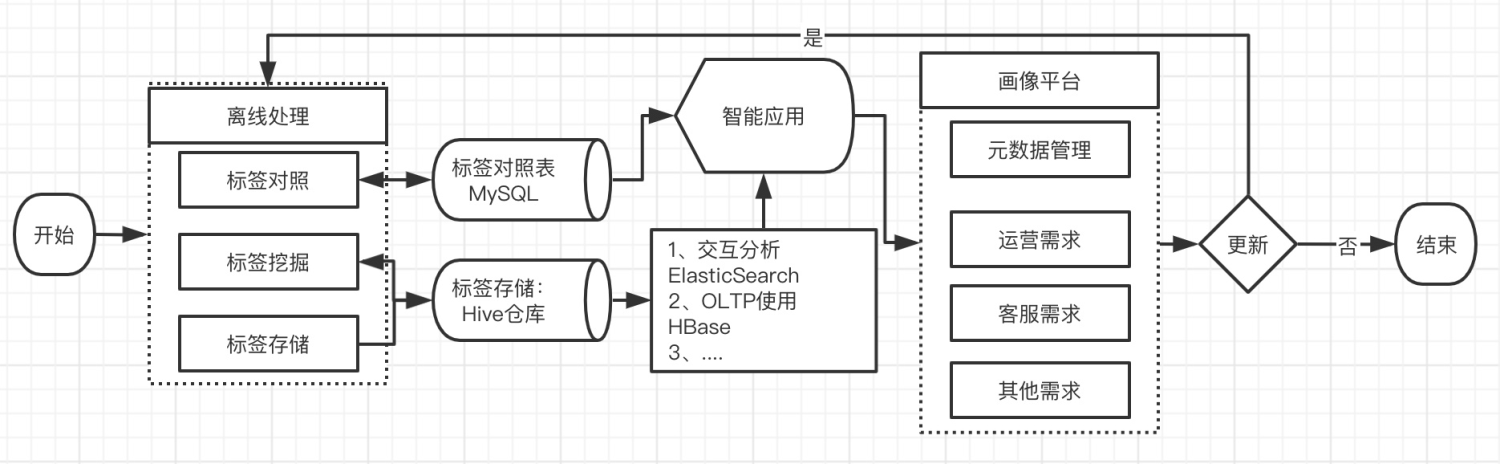 是
离线处理
标签对照
标签挖掘
标签存储
开始
标签对照表
MySQL
标签存储：
Hive仓库
智能应用
1、交互分析
ElasticSearch
2、OLTP使用
HBase
3、....
画像平台
元数据管理
运营需求
客服需求
其他需求
更新
否
结束